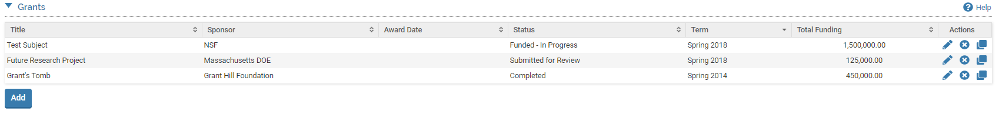 Grants Help
Title Sponsor Award Date Status Term Total Funding Actions
Test Subject NSF Funded - In Progress Spring 2018 1,500,000.00
Future Research Project Massachusetts DOE Submitted for Review Spring 2018 125,000.00
Grant's Tomb Grant Hill Foundation Completed Spring 2014 450,000.00
Add